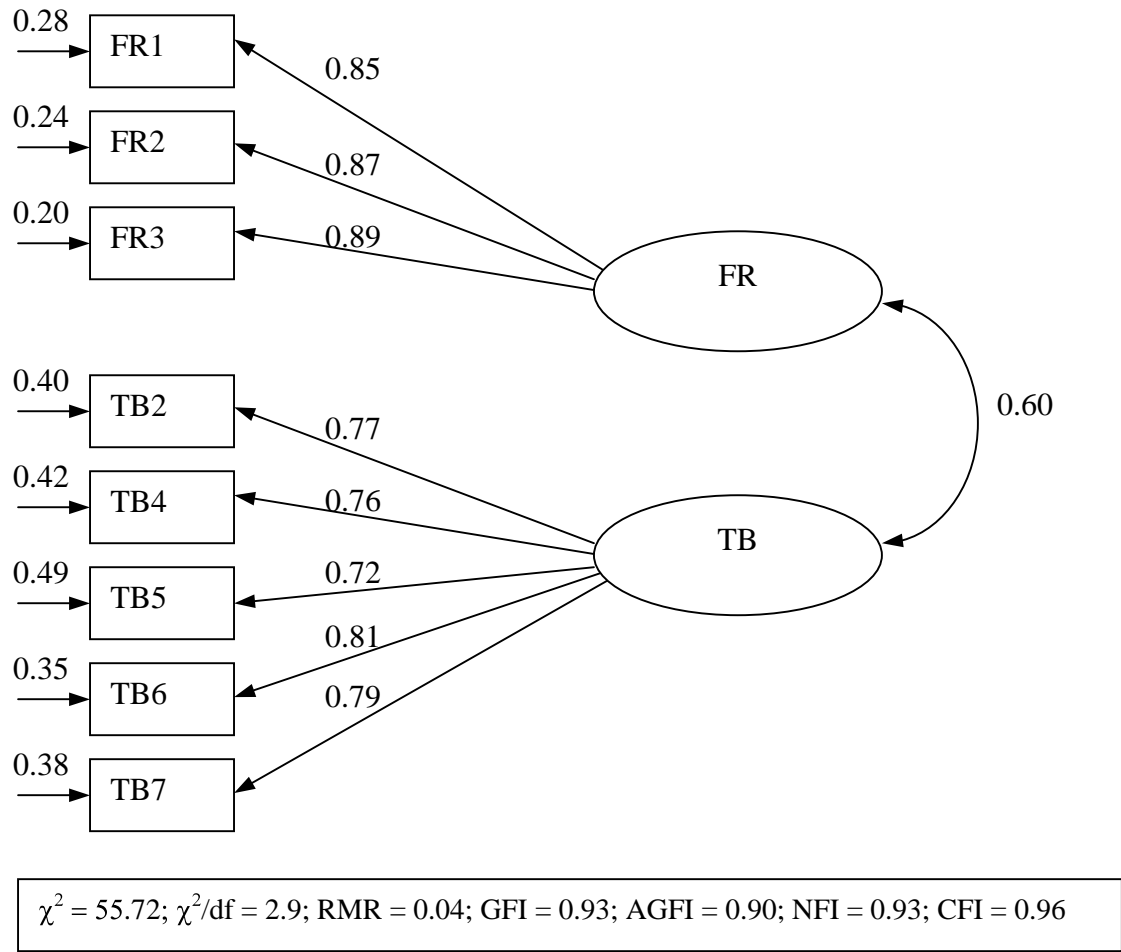 0.28
FR1
0.85
0.24
FR2
0.87
0.20
FR3
0.89
FR
0.40
TB2
0.77
0.60
0.42
TB4
0.76
TB
0.49
TB5
0.72
0.35
TB6
0.81
0.38
TB7
0.79
χ² = 55.72; χ²/df = 2.9; RMR = 0.04; GFI = 0.93; AGFI = 0.90; NFI = 0.93; CFI = 0.96